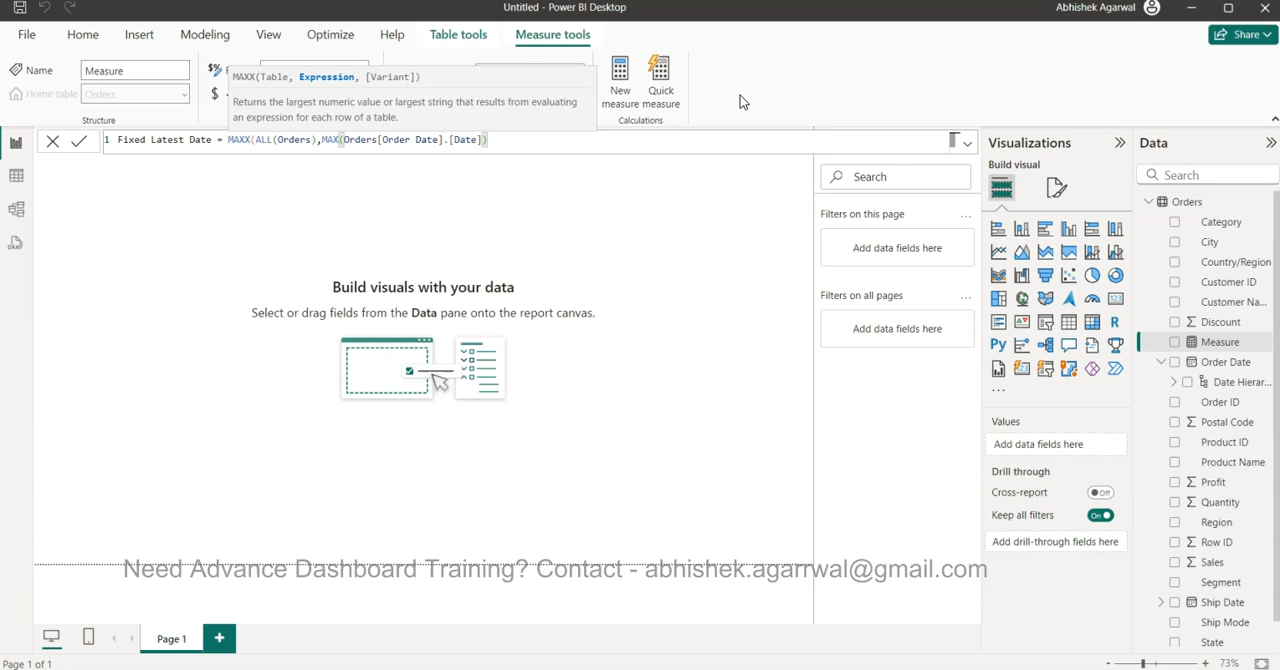 Untitled - Power BI Desktop
Abhishek Agarwal
File Home Insert Modeling View Optimize Help Table tools Measure tools
Share
Name Measure
Home table Orders
Structure
$%
$
MAXX(Table, Expression, [Variant])
Returns the largest numeric value or largest string that results from evaluating
an expression for each row of a table.
New
measure
Quick
measure
Calculations
1 Fixed Latest Date = MAXX(ALL(Orders),MAX(Orders[Order Date].[Date])
Build visuals with your data
Select or drag fields from the Data pane onto the report canvas.
Search
Filters on this page ...
Add data fields here
Filters on all pages ...
Add data fields here
Visualizations
Build visual
123
R
Py
...
Values
Add data fields here
Drill through
Cross-report Off
Keep all filters On
Add drill-through fields here
Data
Search
Orders
Category
City
Country/Region
Customer ID
Customer Na...
Discount
Measure
Order Date
Date Hierar...
Order ID
Postal Code
Product ID
Product Name
Profit
Quantity
Region
Row ID
Sales
Segment
Ship Date
Ship Mode
State
Need Advance Dashboard Training? Contact - abhishek.agarrwal@gmail.com
Page 1
Page 1 of 1
- + 73%